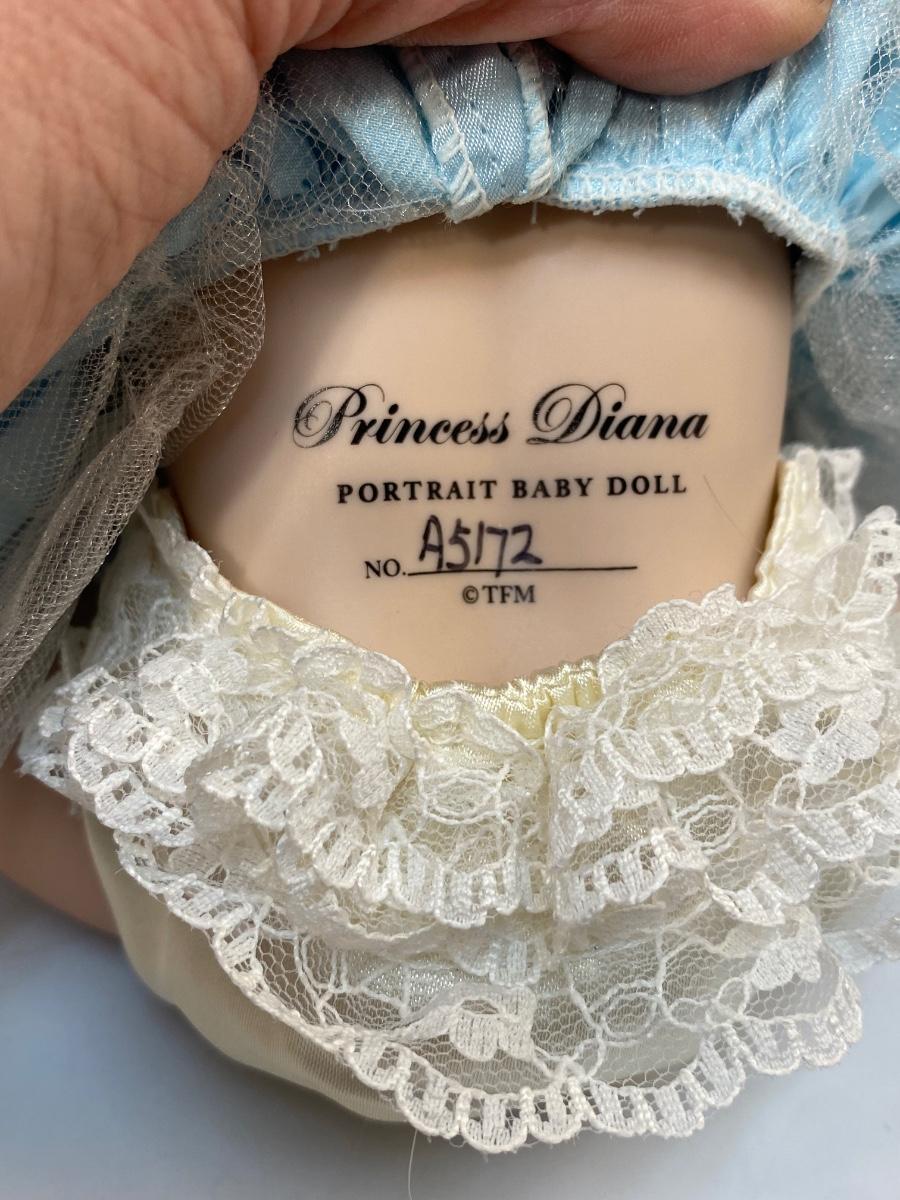 Princess Diana
PORTRAIT BABY DOLL
NO. A5172
©TFM